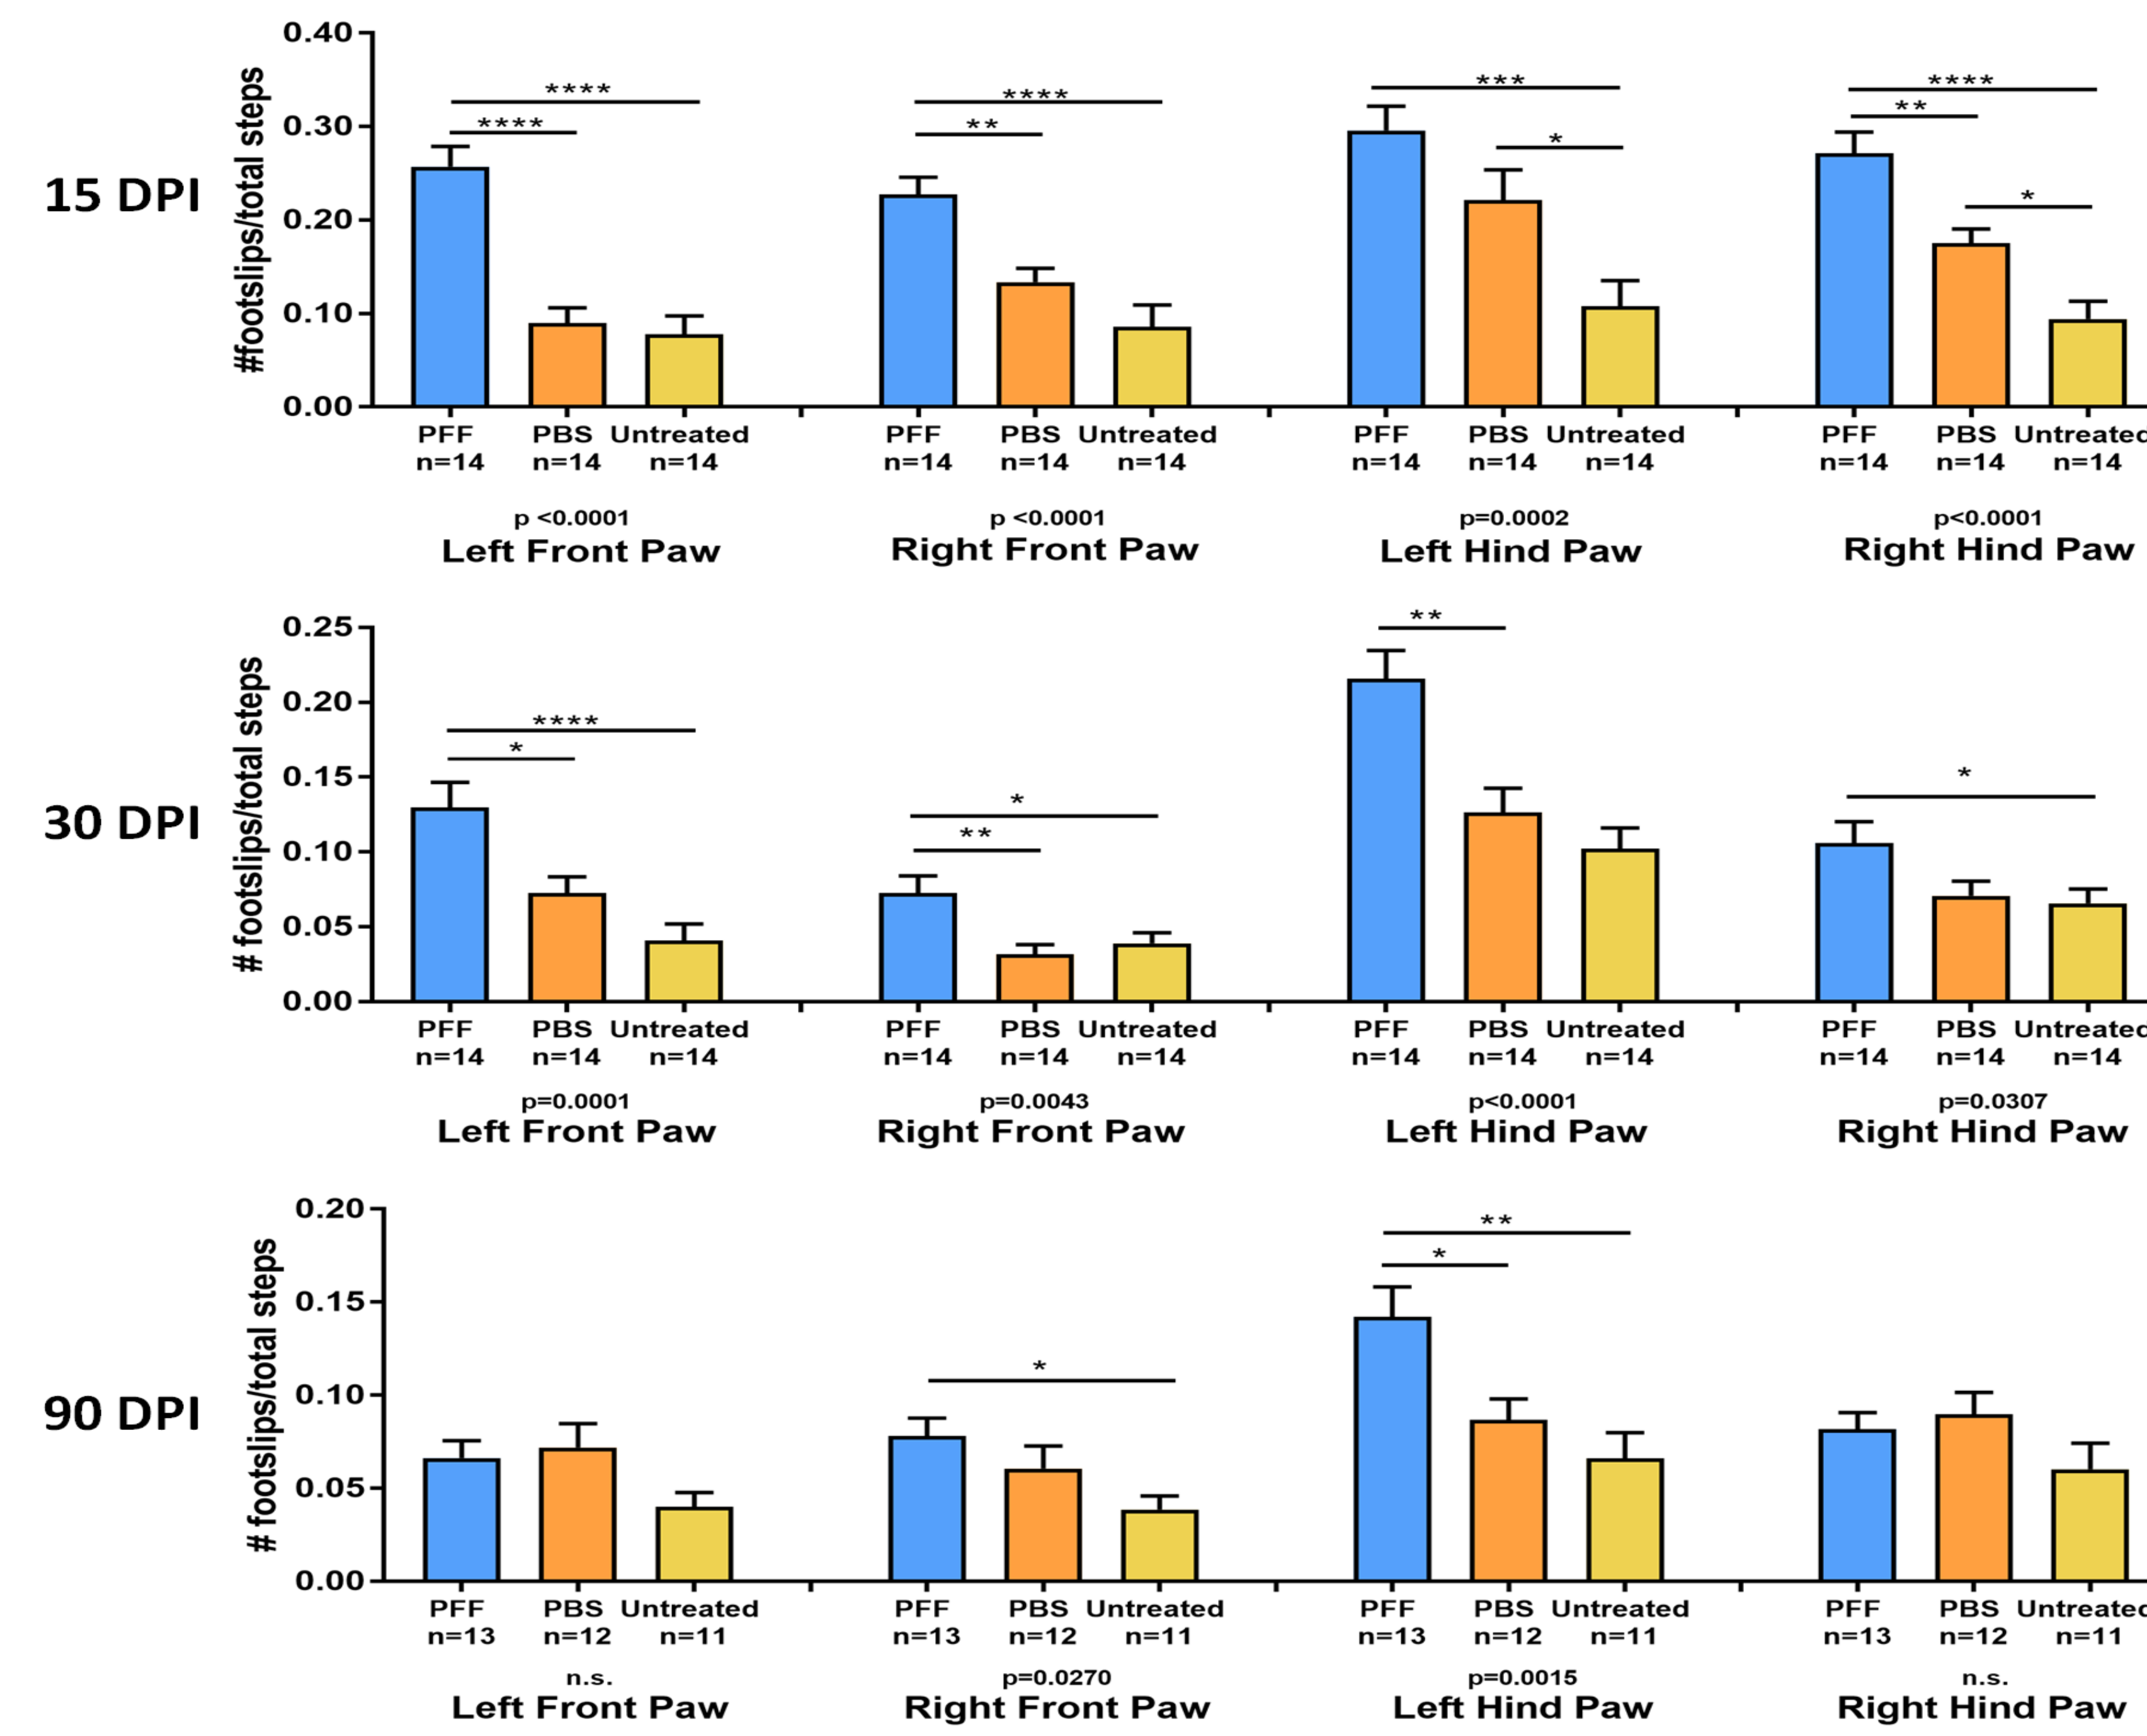 15 DPI
#footslips/total steps
0.40
0.30
0.20
0.10
0.00
**** **** **** ** *** * **** ** *
PFF PBS Untreated PFF PBS Untreated PFF PBS Untreated PFF PBS Untreated
n=14 n=14 n=14 n=14 n=14 n=14 n=14 n=14 n=14 n=14 n=14 n=14
p <0.0001 p <0.0001 p=0.0002 p<0.0001
Left Front Paw Right Front Paw Left Hind Paw Right Hind Paw
30 DPI
# footslips/total steps
0.25
0.20
0.15
0.10
0.05
0.00
**** * * ** ** *
PFF PBS Untreated PFF PBS Untreated PFF PBS Untreated PFF PBS Untreated
n=14 n=14 n=14 n=14 n=14 n=14 n=14 n=14 n=14 n=14 n=14 n=14
p=0.0001 p=0.0043 p<0.0001 p=0.0307
Left Front Paw Right Front Paw Left Hind Paw Right Hind Paw
90 DPI
# footslips/total steps
0.20
0.15
0.10
0.05
0.00
* ** *
PFF PBS Untreated PFF PBS Untreated PFF PBS Untreated PFF PBS Untreated
n=13 n=12 n=11 n=13 n=12 n=11 n=13 n=12 n=11 n=13 n=12 n=11
n.s. p=0.0270 p=0.0015 n.s.
Left Front Paw Right Front Paw Left Hind Paw Right Hind Paw